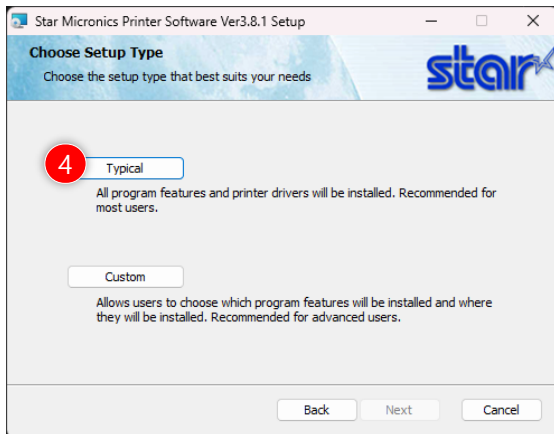 Star Micronics Printer Software Ver3.8.1 Setup
Choose Setup Type
Choose the setup type that best suits your needs
star
4
Typical
All program features and printer drivers will be installed. Recommended for
most users.
Custom
Allows users to choose which program features will be installed and where
they will be installed. Recommended for advanced users.
Back Next Cancel